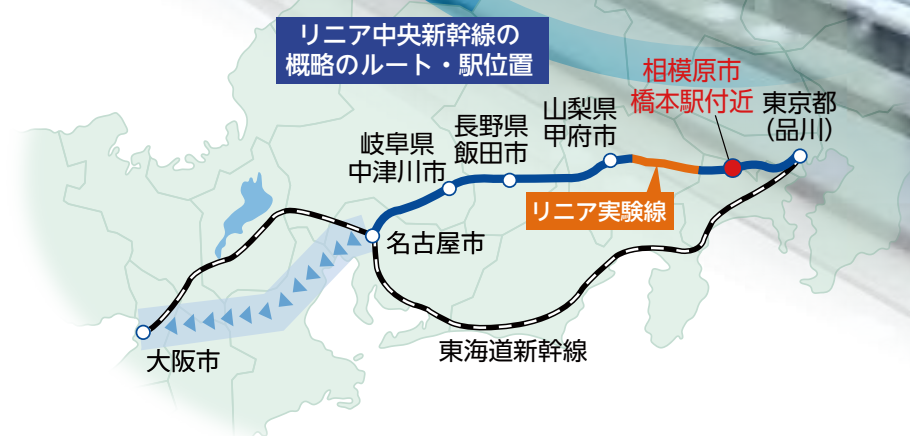 リニア中央新幹線の
概略のルート・駅位置
相模原市
橋本駅付近
東京都
(品川)
山梨県
甲府市
長野県
飯田市
岐阜県
中津川市
リニア実験線
名古屋市
東海道新幹線
大阪市